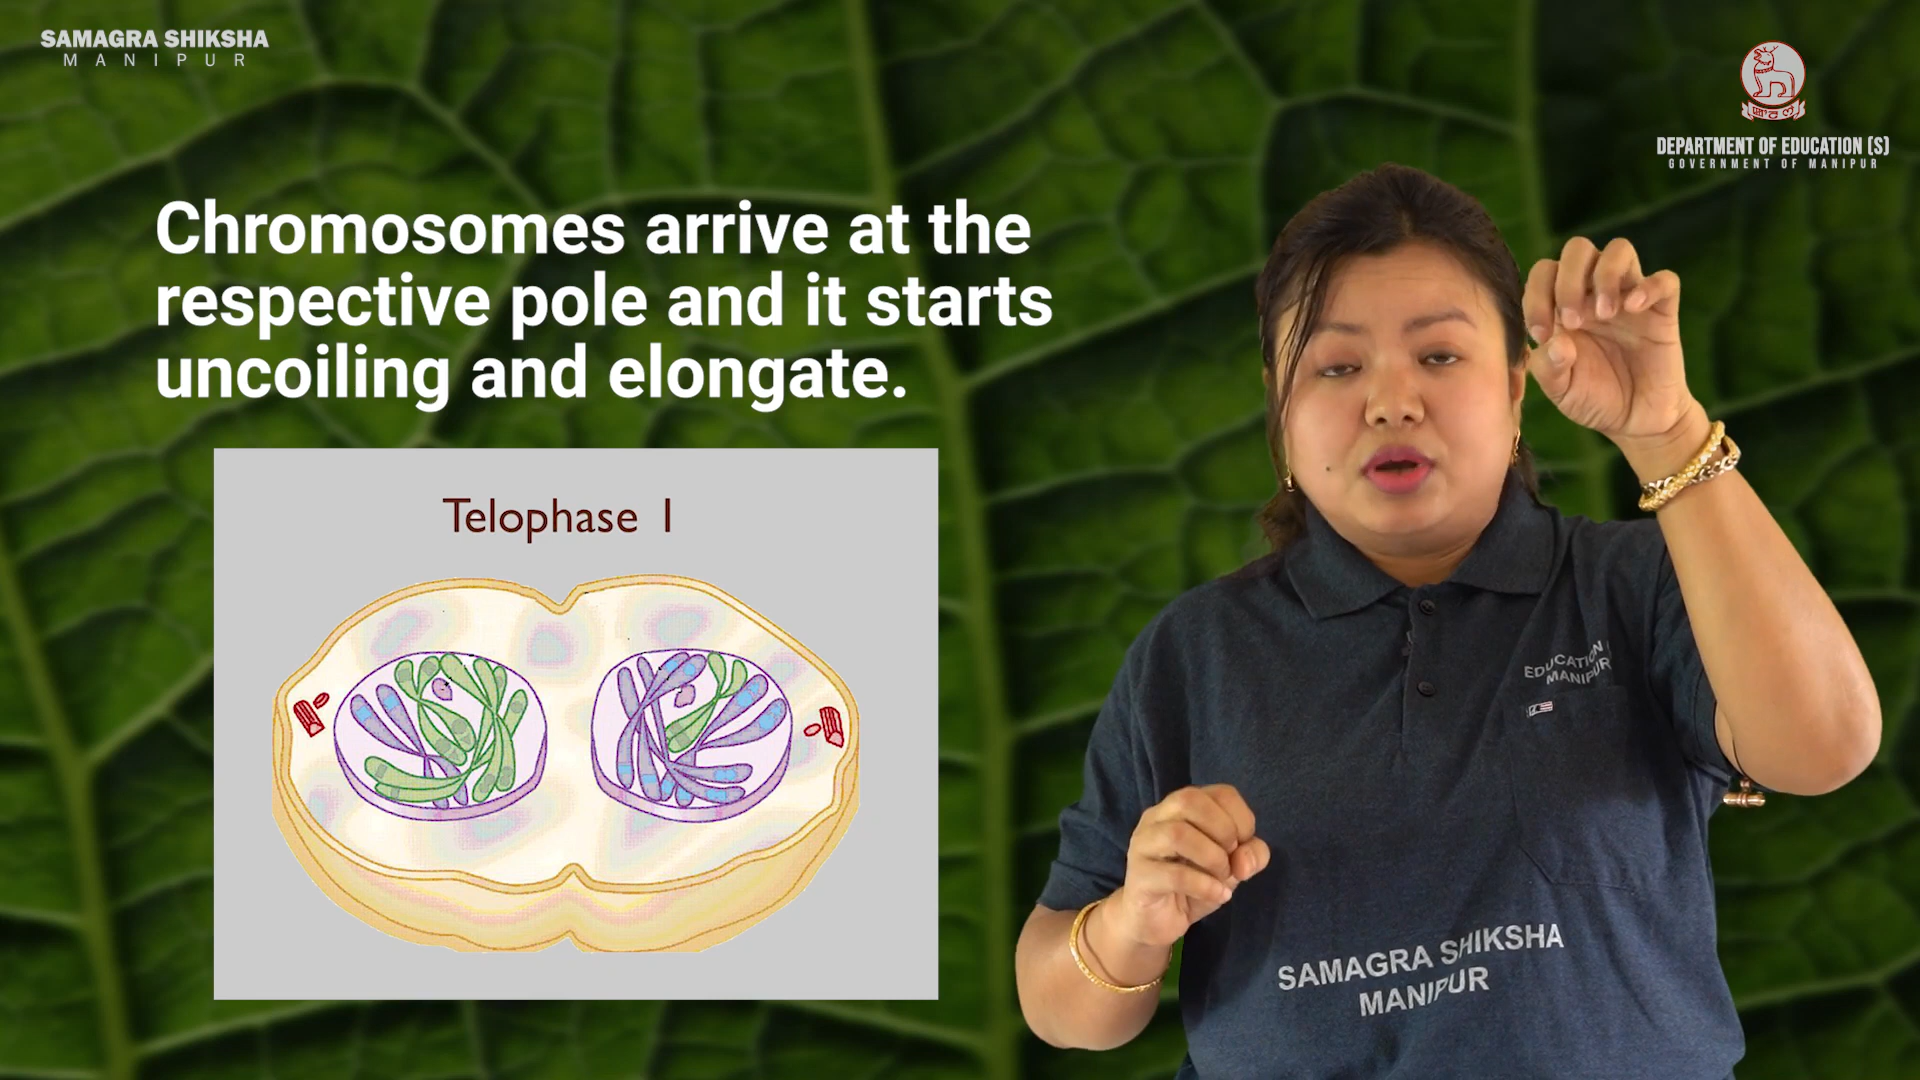 SAMAGRA SHIKSHA
MANIPUR
DEPARTMENT OF EDUCATION (S)
GOVERNMENT OF MANIPUR
Chromosomes arrive at the
respective pole and it starts
uncoiling and elongate.
Telophase I
EDUCATION
MANIPUR
SAMAGRA SHIKSHA
MANIPUR